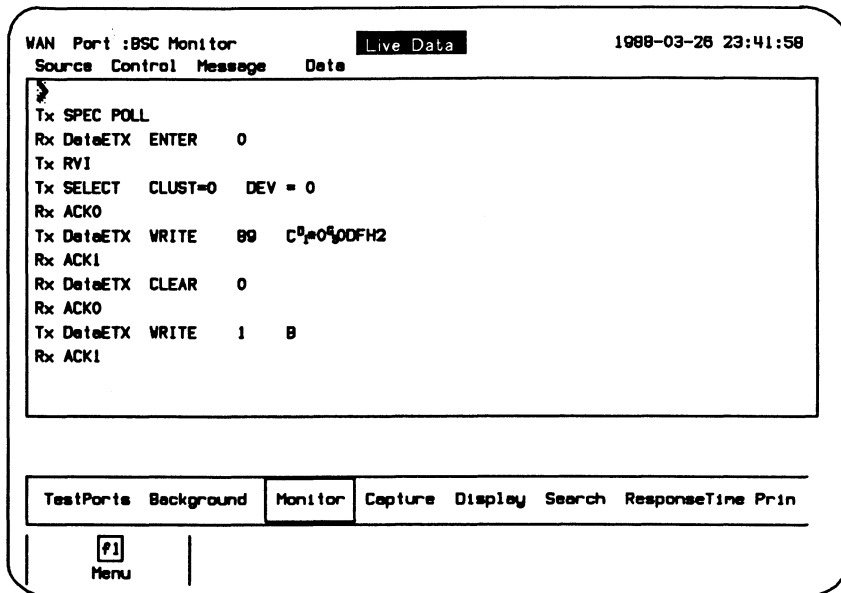 WAN Port :BSC Monitor Live Data 1988-03-26 23:41:58
Source Control Message Data
Tx SPEC POLL
Rx DataETX ENTER 0
Tx RVI
Tx SELECT CLUST=0 DEV = 0
Rx ACK0
Tx DataETX WRITE 89
Rx ACK1
Rx DataETX CLEAR 0
Rx ACK0
Tx DataETX WRITE 1 B
Rx ACK1
TestPorts Background Monitor Capture Display Search ResponseTime Prin
f1
Menu